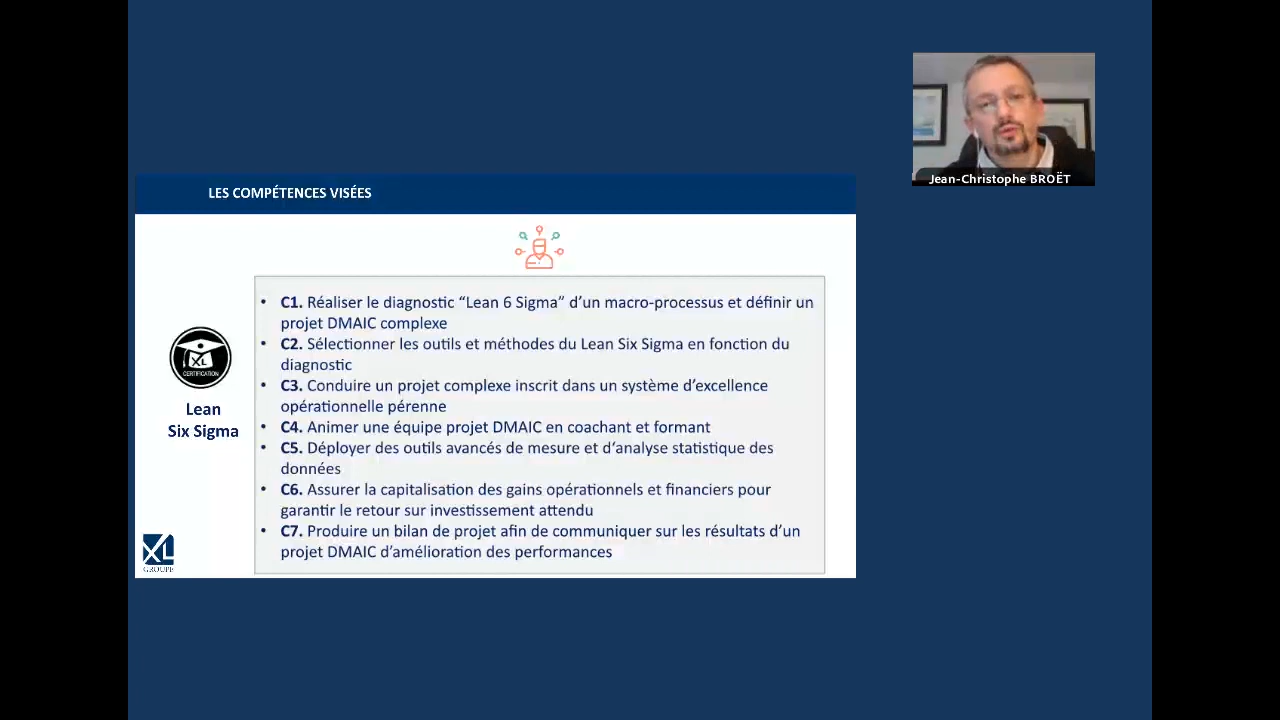 Jean-Christophe BROËT
LES COMPÉTENCES VISÉES
• C1. Réaliser le diagnostic “Lean 6 Sigma” d’un macro-processus et définir un
projet DMAIC complexe
• C2. Sélectionner les outils et méthodes du Lean Six Sigma en fonction du
diagnostic
• C3. Conduire un projet complexe inscrit dans un système d’excellence
opérationnelle pérenne
• C4. Animer une équipe projet DMAIC en coachant et formant
• C5. Déployer des outils avancés de mesure et d’analyse statistique des
données
• C6. Assurer la capitalisation des gains opérationnels et financiers pour
garantir le retour sur investissement attendu
• C7. Produire un bilan de projet afin de communiquer sur les résultats d’un
projet DMAIC d’amélioration des performances
XL
CERTIFICATION
Lean
Six Sigma
XL
GROUPE